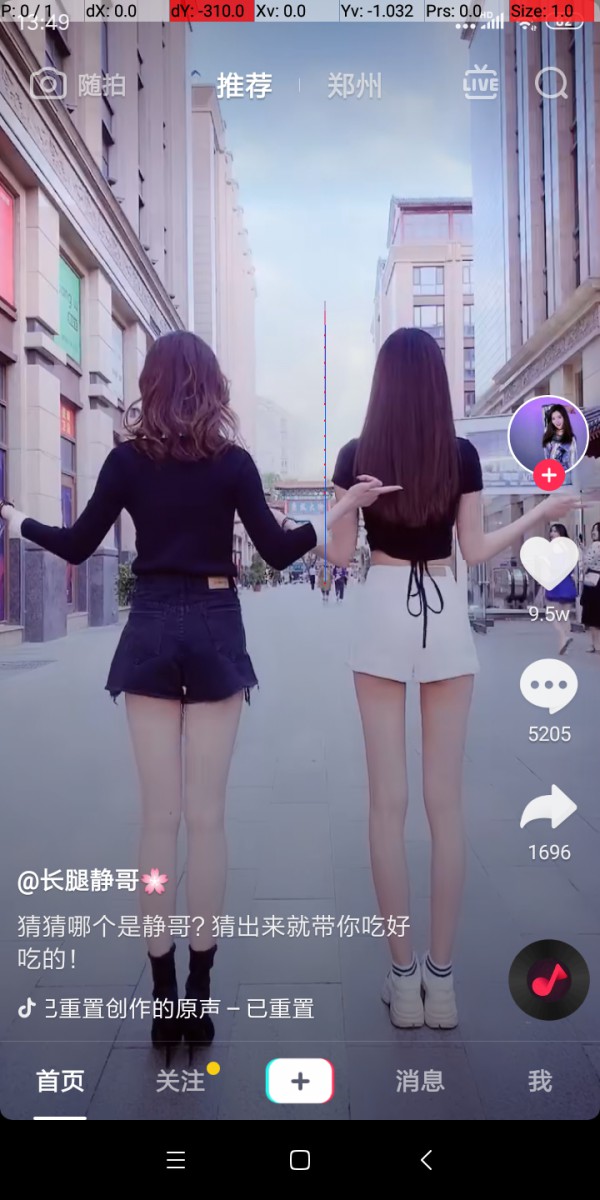 P: 0 / 1 dX: 0.0 dY: -310.0 Xv: 0.0 Yv: -1.032 Prs: 0.0 Size: 1.0
13:49 HD 62
随拍 推荐 郑州 LIVE
9.5w
5205
1696
@长腿静哥🌸
猜猜哪个是静哥？猜出来就带你吃好
吃的！
已重置创作的原声 – 已重置
首页 关注 消息 我